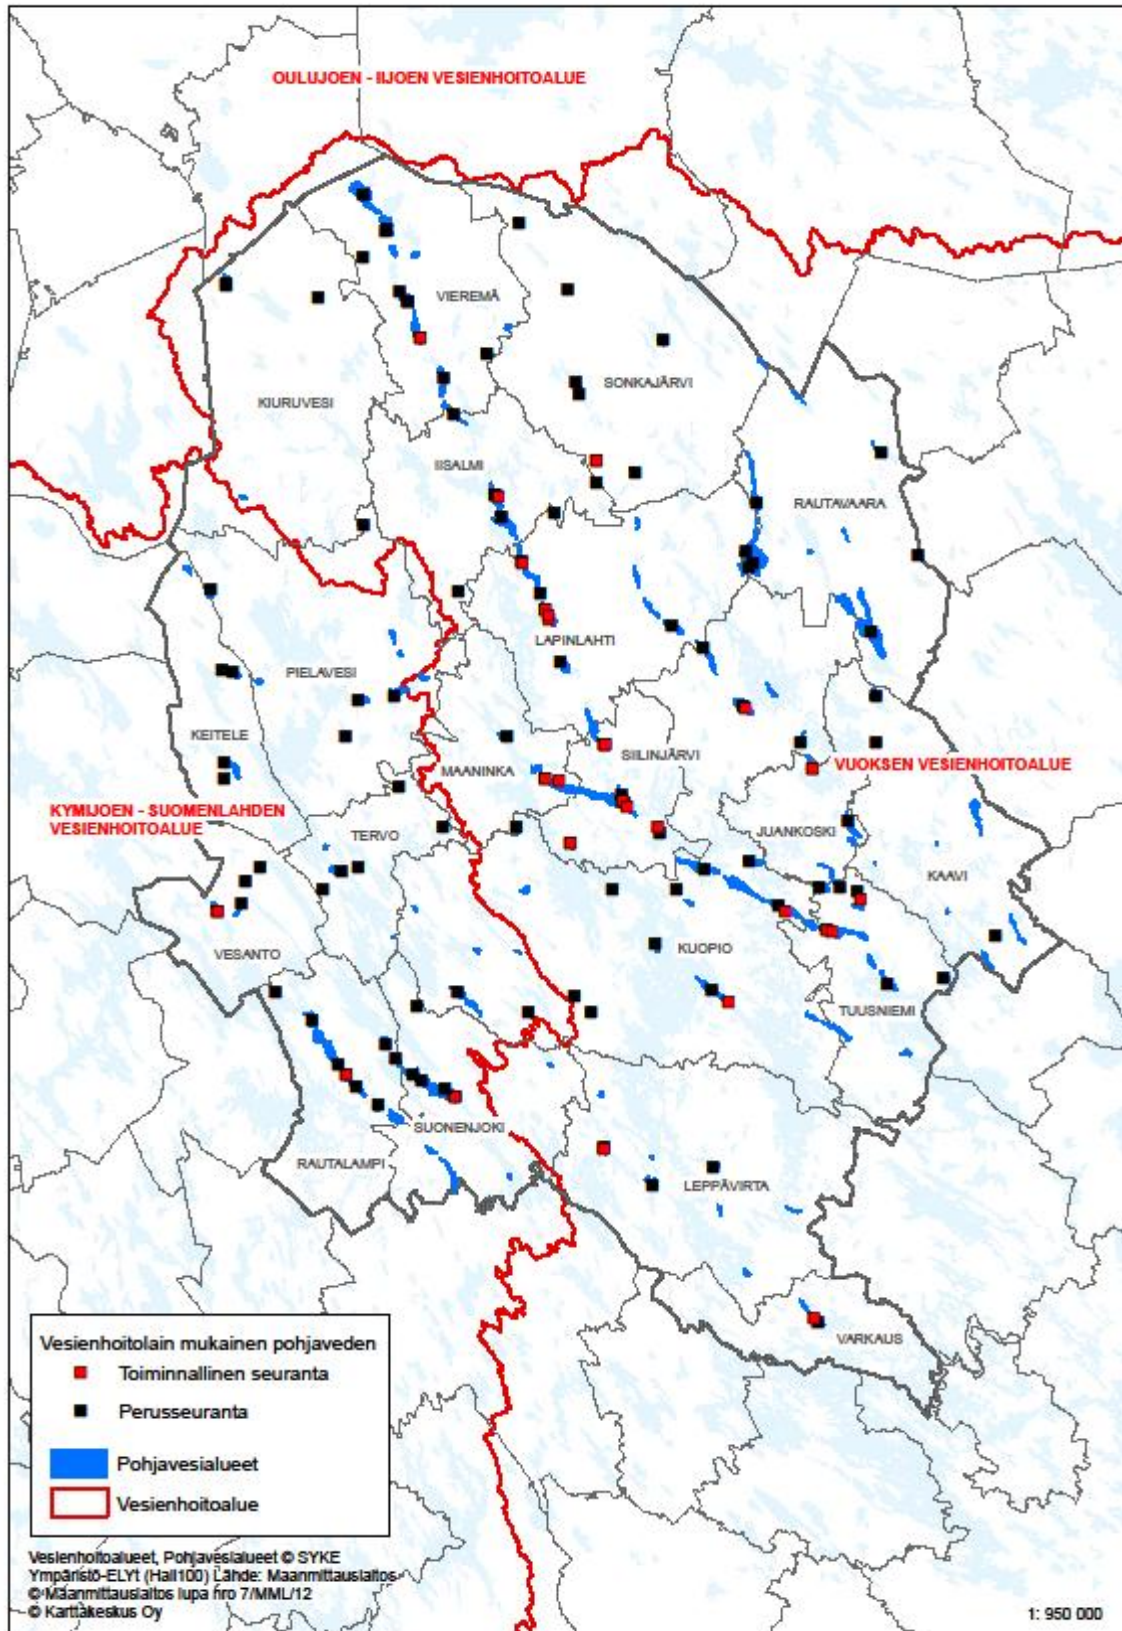 OULUJOEN - IIJOEN VESIENHOITOALUE
VIEREMÄ
SONKAJÄRVI
KIURUVESI
IISALMI
RAUTAVAARA
LAPINLAHTI
PIELAVESI
KEITELE
SIILINJÄRVI
MAANINKA
VUOKSEN VESIENHOITOALUE
KYMIJOEN - SUOMENLAHDEN
VESIENHOITOALUE
TERVO
JUANKOSKI
KAAVI
VESANTO
KUOPIO
TUUSNIEMI
SUONENJOKI
RAUTALAMPI
LEPPÄVIRTA
VARKAUS
Vesienhoitolain mukainen pohjaveden
Toiminnallinen seuranta
Perusseuranta
Pohjavesialueet
Vesienhoitoalue
Vesienhoitoalueet, Pohjavesialueet © SYKE
Ympäristö-ELYt (Hall100) Lähde: Maanmittauslaitos
© Maanmittauslaitos lupa nro 7/MML/12
© Karttakeskus Oy
1: 950 000